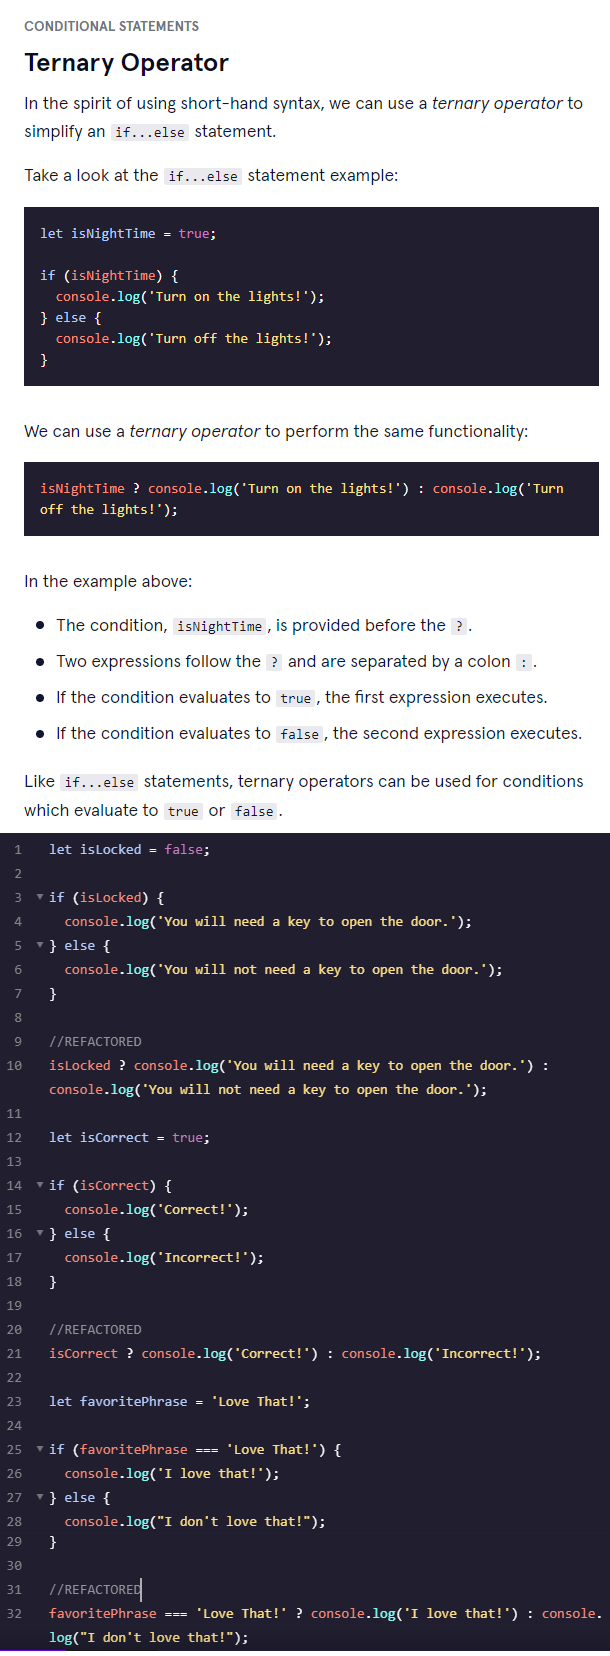 CONDITIONAL STATEMENTS
Ternary Operator
In the spirit of using short-hand syntax, we can use a ternary operator to
simplify an if...else statement.
Take a look at the if...else statement example:
let isNightTime = true;
if (isNightTime) {
  console.log('Turn on the lights!');
} else {
  console.log('Turn off the lights!');
}
We can use a ternary operator to perform the same functionality:
isNightTime ? console.log('Turn on the lights!') : console.log('Turn
off the lights!');
In the example above:
• The condition, isNightTime, is provided before the ?.
• Two expressions follow the ? and are separated by a colon :.
• If the condition evaluates to true, the first expression executes.
• If the condition evaluates to false, the second expression executes.
Like if...else statements, ternary operators can be used for conditions
which evaluate to true or false.
1 let isLocked = false;
2
3 if (isLocked) {
4   console.log('You will need a key to open the door.');
5 } else {
6   console.log('You will not need a key to open the door.');
7 }
8
9 //REFACTORED
10 isLocked ? console.log('You will need a key to open the door.') :
console.log('You will not need a key to open the door.');
11
12 let isCorrect = true;
13
14 if (isCorrect) {
15   console.log('Correct!');
16 } else {
17   console.log('Incorrect!');
18 }
19
20 //REFACTORED
21 isCorrect ? console.log('Correct!') : console.log('Incorrect!');
22
23 let favoritePhrase = 'Love That!';
24
25 if (favoritePhrase === 'Love That!') {
26   console.log('I love that!');
27 } else {
28   console.log("I don't love that!");
29 }
30
31 //REFACTORED
32 favoritePhrase === 'Love That!' ? console.log('I love that!') : console.
log("I don't love that!");